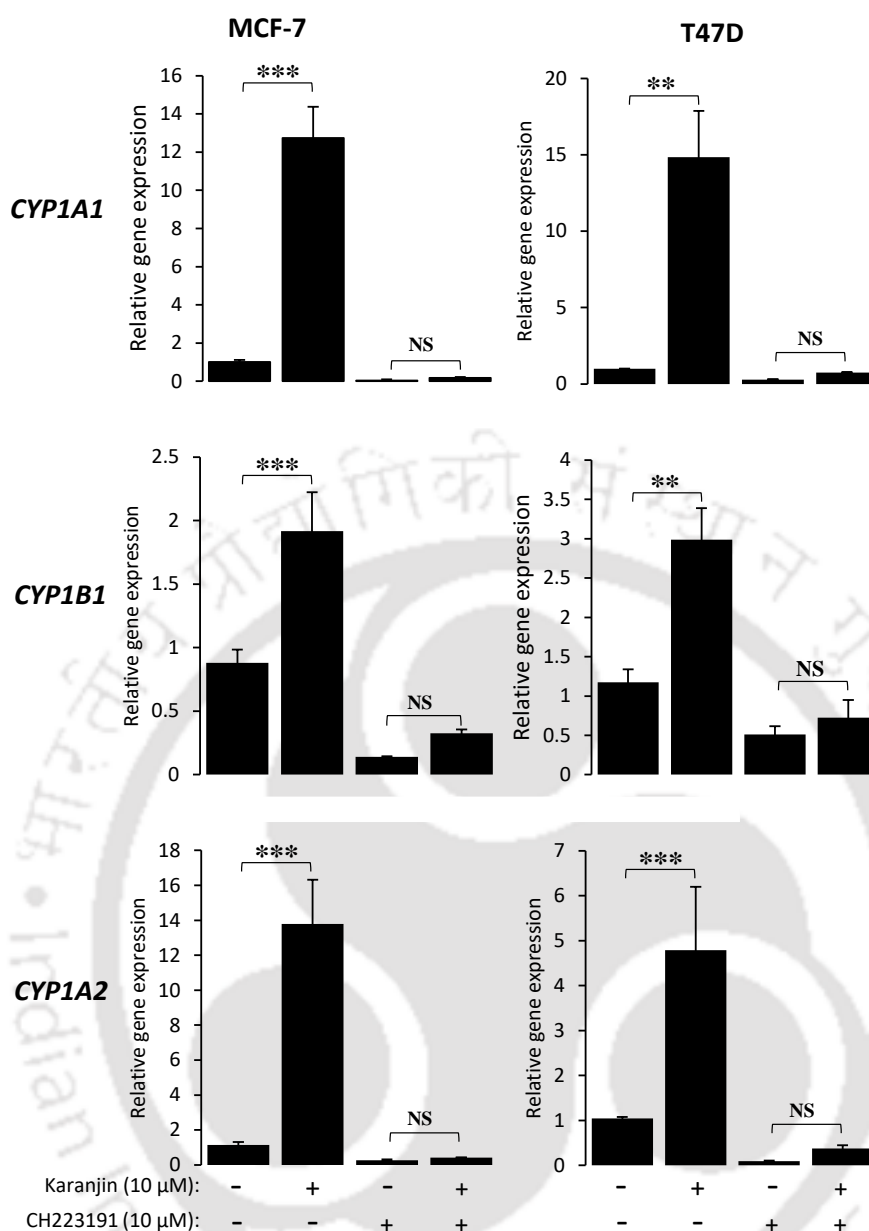 MCF-7
T47D
CYP1A1
Relative gene expression
16
14
12
10
8
6
4
2
0
***
NS
Relative gene expression
20
15
10
5
0
**
NS
CYP1B1
Relative gene expression
2.5
2
1.5
1
0.5
0
***
NS
Relative gene expression
4
3.5
3
2.5
2
1.5
1
0.5
0
**
NS
CYP1A2
Relative gene expression
18
16
14
12
10
8
6
4
2
0
***
NS
Relative gene expression
7
6
5
4
3
2
1
0
***
NS
Karanjin (10 µM): - + - + - + - +
CH223191 (10 µM): - - + + - - + +
Indian